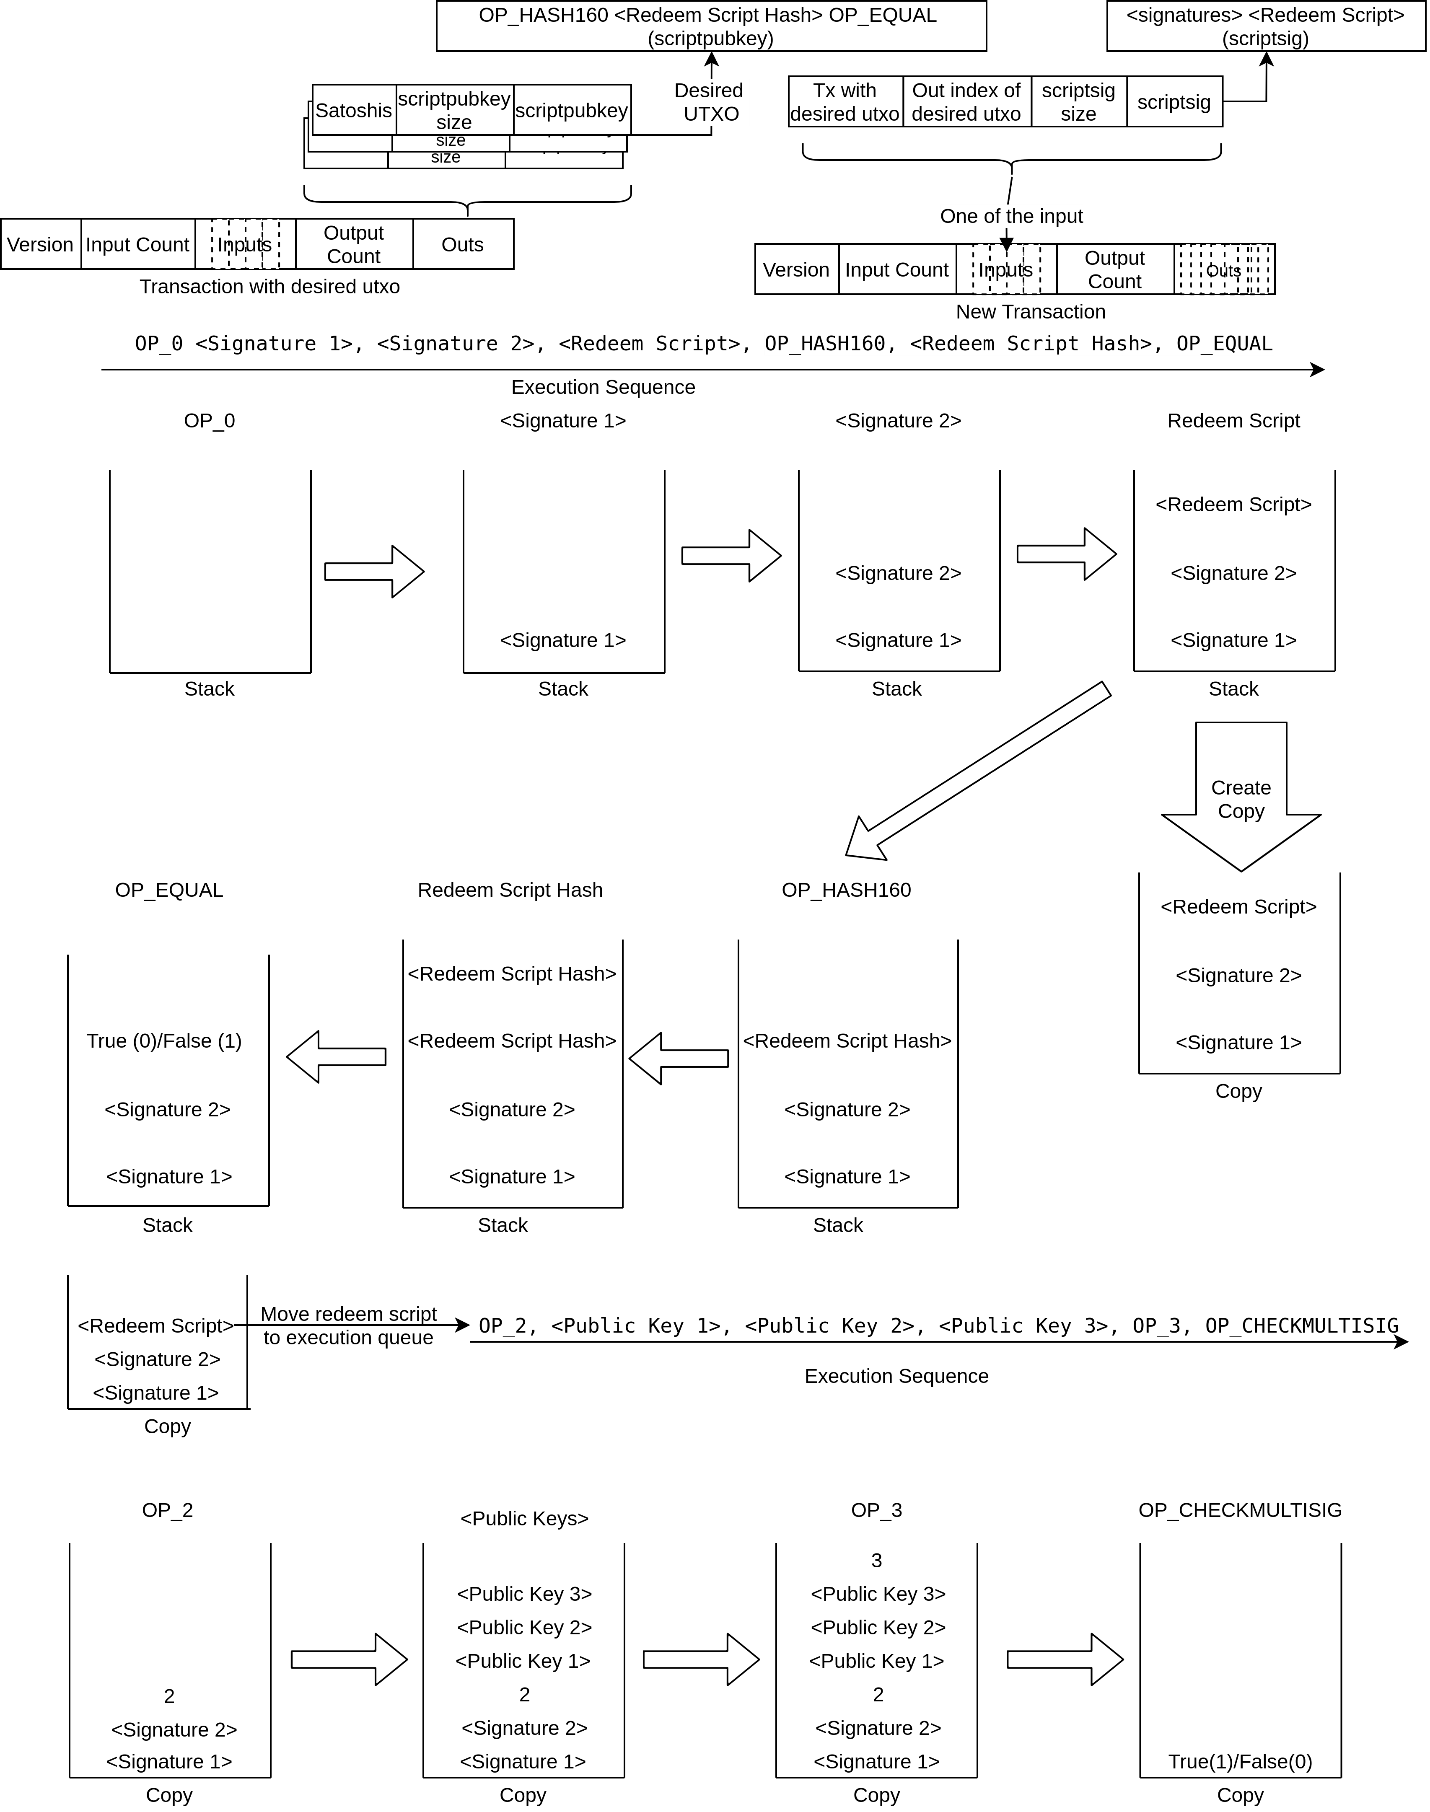 OP_HASH160 <Redeem Script Hash> OP_EQUAL
(scriptpubkey)
<signatures> <Redeem Script>
(scriptsig)
Satoshis
scriptpubkey
size
scriptpubkey
size
size
Desired
UTXO
Tx with
desired utxo
Out index of
desired utxo
scriptsig
size
scriptsig
One of the input
Version
Input Count
Inputs
Output
Count
Outs
Transaction with desired utxo
Version
Input Count
Inputs
Output
Count
Outs
New Transaction
OP_0 <Signature 1>, <Signature 2>, <Redeem Script>, OP_HASH160, <Redeem Script Hash>, OP_EQUAL
Execution Sequence
OP_0
<Signature 1>
<Signature 2>
Redeem Script
<Signature 1>
<Signature 2>
<Signature 1>
<Redeem Script>
<Signature 2>
<Signature 1>
Stack
Stack
Stack
Stack
Create
Copy
OP_EQUAL
Redeem Script Hash
OP_HASH160
True (0)/False (1)
<Signature 2>
<Signature 1>
Stack
<Redeem Script Hash>
<Redeem Script Hash>
<Signature 2>
<Signature 1>
Stack
<Redeem Script Hash>
<Signature 2>
<Signature 1>
Stack
<Redeem Script>
<Signature 2>
<Signature 1>
Copy
<Redeem Script>
<Signature 2>
<Signature 1>
Copy
Move redeem script
to execution queue
OP_2, <Public Key 1>, <Public Key 2>, <Public Key 3>, OP_3, OP_CHECKMULTISIG
Execution Sequence
OP_2
2
<Signature 2>
<Signature 1>
Copy
<Public Keys>
<Public Key 3>
<Public Key 2>
<Public Key 1>
2
<Signature 2>
<Signature 1>
Copy
OP_3
3
<Public Key 3>
<Public Key 2>
<Public Key 1>
2
<Signature 2>
<Signature 1>
Copy
OP_CHECKMULTISIG
True(1)/False(0)
Copy